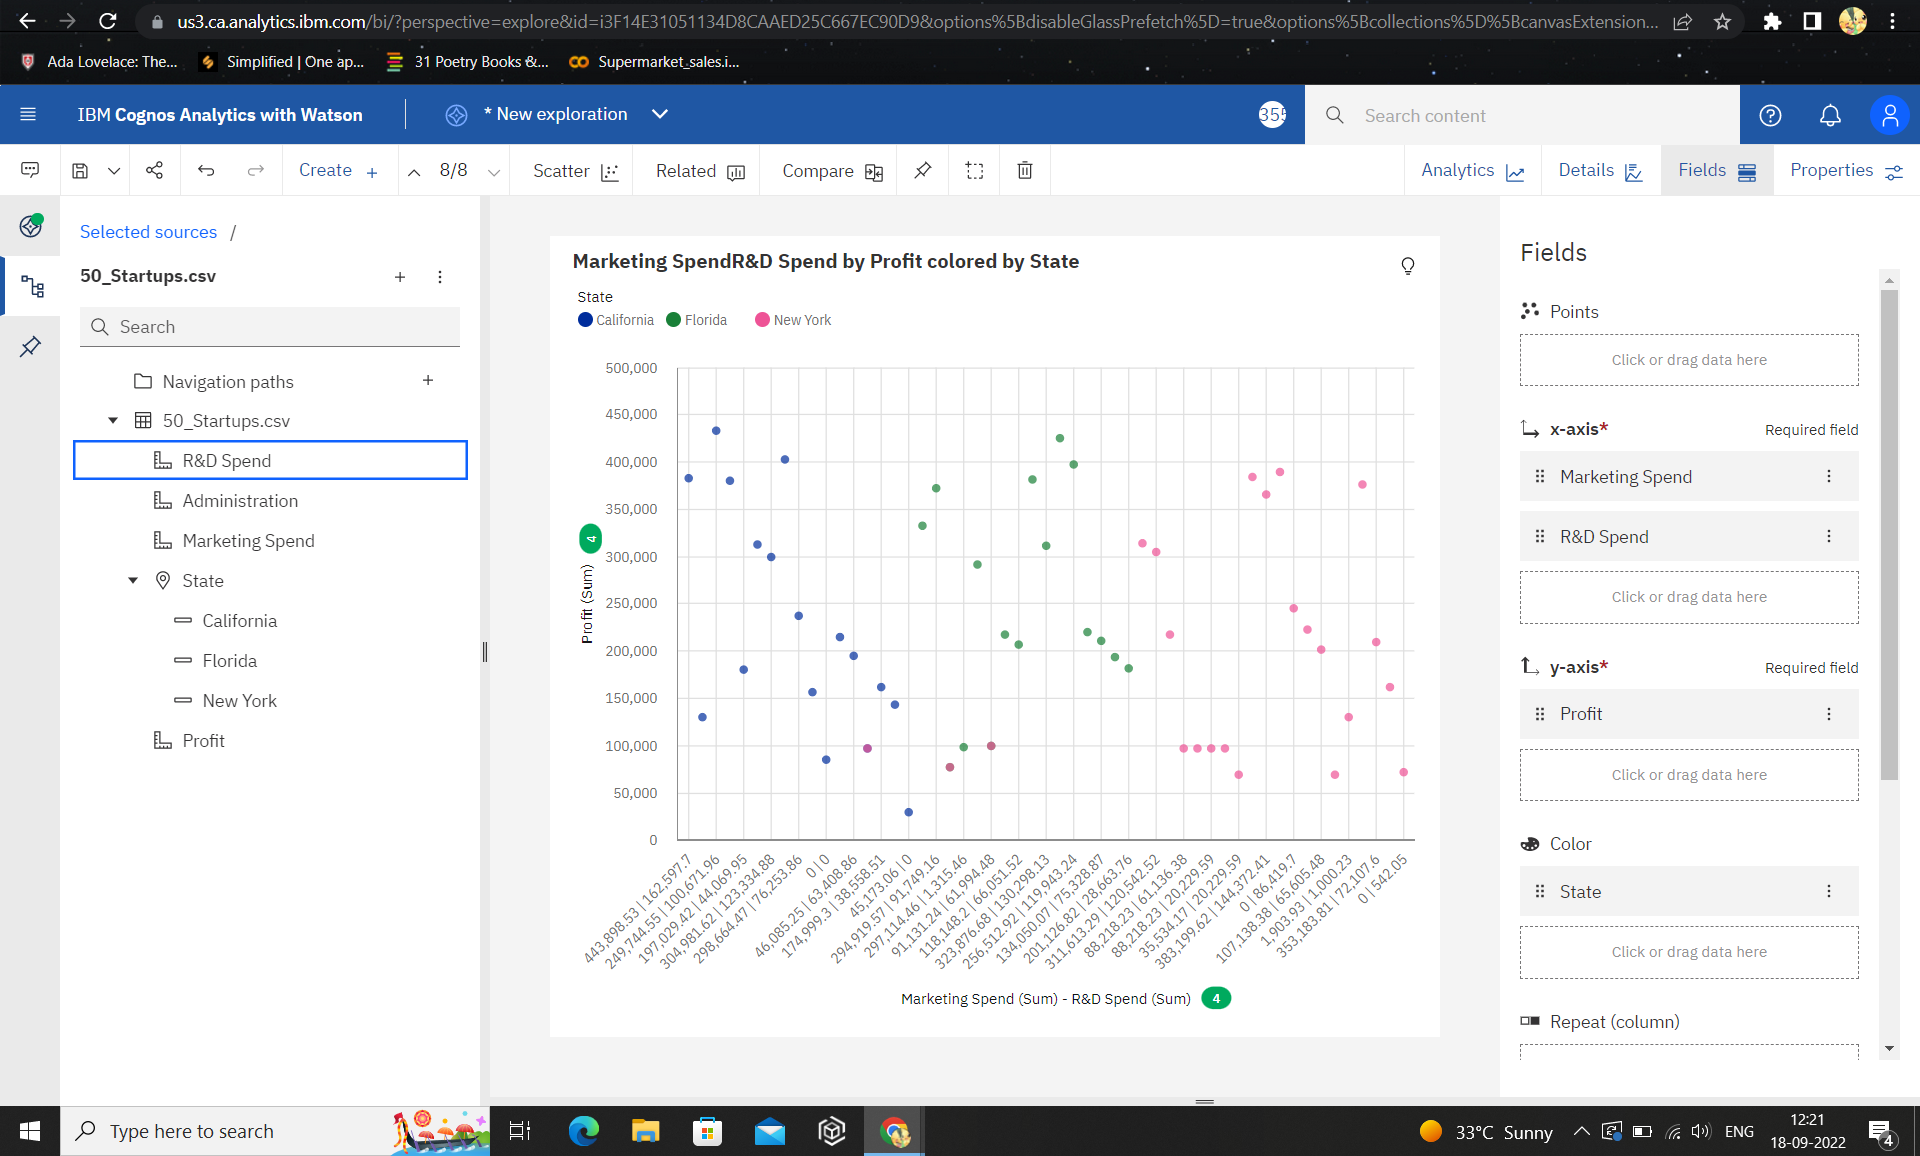 us3.ca.analytics.ibm.com/bi/?perspective=explore&id=i3F14E31051134D8CAAED25C667EC90D9&options%5BdisableGlassPrefetch%5D=true&options%5Bcollections%5D%5BcanvasExtension...
Ada Lovelace: The... Simplified | One ap... 31 Poetry Books &... Supermarket_sales.i...
IBM Cognos Analytics with Watson * New exploration Search content
Create + 8/8 Scatter Related Compare Analytics Details Fields Properties
Selected sources /
50_Startups.csv
Search
Navigation paths
50_Startups.csv
R&D Spend
Administration
Marketing Spend
State
California
Florida
New York
Profit
Marketing SpendR&D Spend by Profit colored by State
State
California Florida New York
500,000
450,000
400,000
350,000
300,000
250,000
200,000
150,000
100,000
50,000
0
4
Profit (Sum)
443,898.53 | 162,597.7
249,744.55 | 100,671.96
197,029.42 | 44,069.95
304,981.62 | 123,334.88
298,664.47 | 76,253.86
0 | 0
46,085.25 | 63,408.86
174,999.3 | 38,558.51
45,173.06 | 0
294,919.57 | 91,749.16
297,114.46 | 1,315.46
91,131.24 | 61,994.48
118,148.2 | 66,051.52
323,876.68 | 130,298.13
256,512.92 | 119,943.24
134,050.07 | 75,328.87
201,126.82 | 28,663.76
311,613.29 | 120,542.52
88,218.23 | 61,136.38
88,218.23 | 20,229.59
35,534.17 | 20,229.59
383,199.62 | 144,372.41
0 | 86,419.7
107,138.38 | 65,605.48
1,903.93 | 1,000.23
353,183.81 | 72,107.6
0 | 542.05
Marketing Spend (Sum) - R&D Spend (Sum) 4
Fields
Points
Click or drag data here
x-axis* Required field
Marketing Spend
R&D Spend
Click or drag data here
y-axis* Required field
Profit
Click or drag data here
Color
State
Click or drag data here
Repeat (column)
Type here to search
33°C Sunny
ENG
12:21
18-09-2022
4